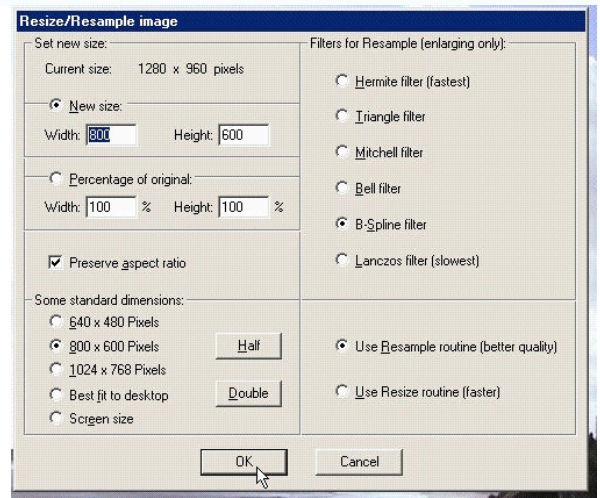 Resize/Resample image
Set new size:
Current size: 1280 x 960 pixels
New size:
Width: 800 Height: 600
Percentage of original:
Width: 100 % Height: 100 %
Preserve aspect ratio
Some standard dimensions:
640 x 480 Pixels
800 x 600 Pixels
Half
1024 x 768 Pixels
Best fit to desktop
Double
Screen size
Filters for Resample (enlarging only):
Hermite filter (fastest)
Triangle filter
Mitchell filter
Bell filter
B-Spline filter
Lanczos filter (slowest)
Use Resample routine (better quality)
Use Resize routine (faster)
OK
Cancel